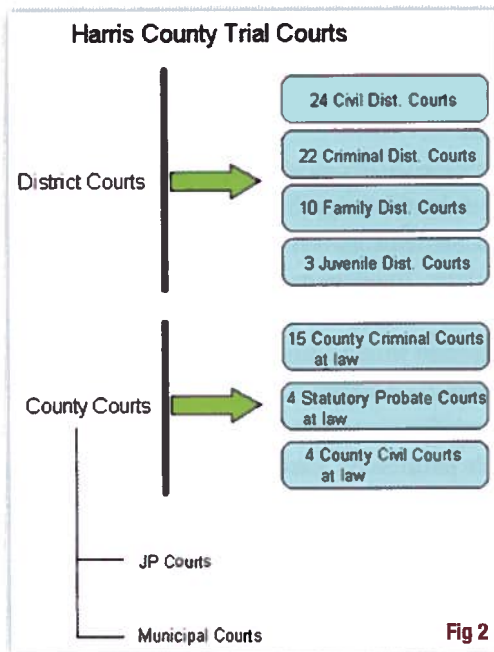 Harris County Trial Courts
District Courts
24 Civil Dist. Courts
22 Criminal Dist. Courts
10 Family Dist. Courts
3 Juvenile Dist. Courts
County Courts
15 County Criminal Courts
at law
4 Statutory Probate Courts
at law
4 County Civil Courts
at law
JP Courts
Municipal Courts
Fig 2